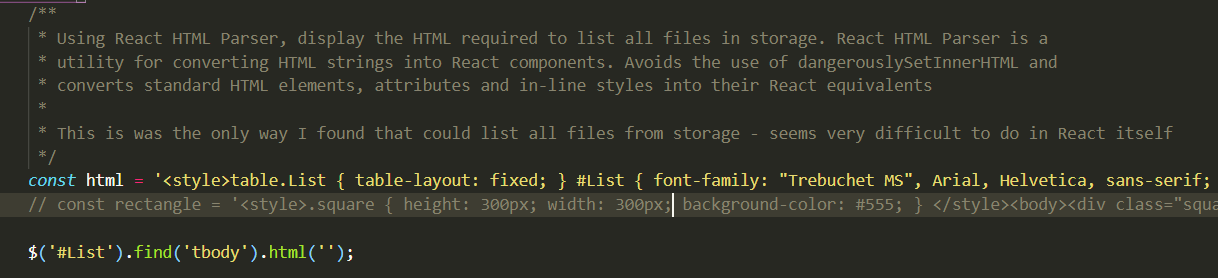 /**
* Using React HTML Parser, display the HTML required to list all files in storage. React HTML Parser is a
* utility for converting HTML strings into React components. Avoids the use of dangerouslySetInnerHTML and
* converts standard HTML elements, attributes and in-line styles into their React equivalents
*
* This is was the only way I found that could list all files from storage - seems very difficult to do in React itself
*/
const html = '<style>table.List { table-layout: fixed; } #List { font-family: "Trebuchet MS", Arial, Helvetica, sans-serif;
// const rectangle = '<style>.square { height: 300px; width: 300px; background-color: #555; } </style><body><div class="squa
$('#List').find('tbody').html('');